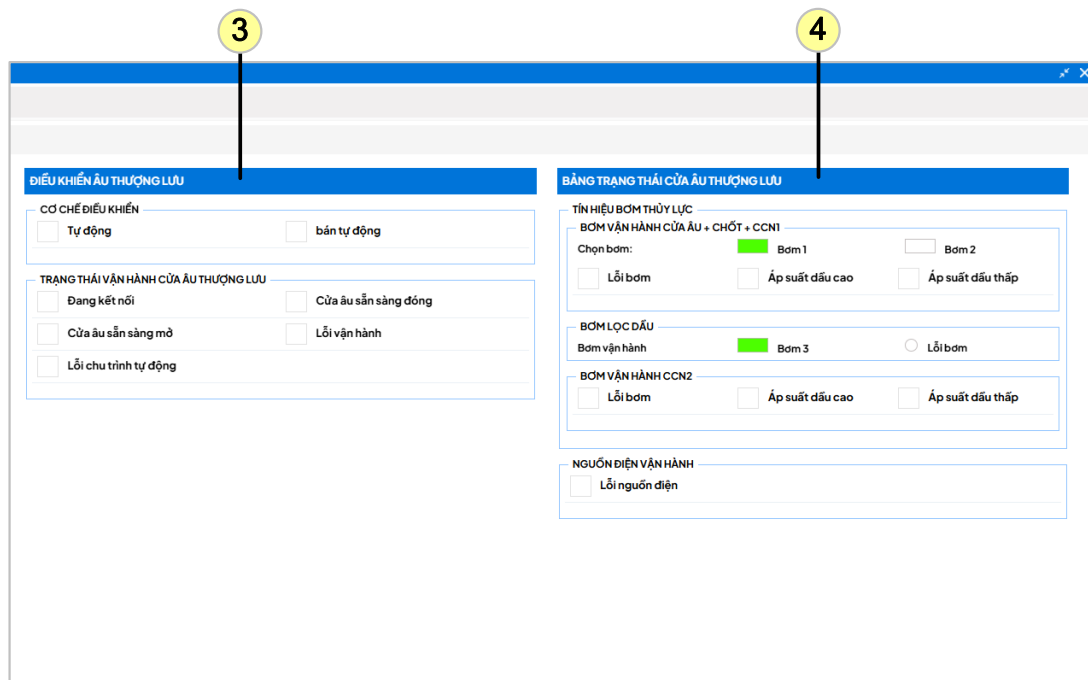 3
4
ĐIỀU KHIỂN ÂU THƯỢNG LƯU
CƠ CHẾ ĐIỀU KHIỂN
Tự động
bán tự động
TRẠNG THÁI VẬN HÀNH CỬA ÂU THƯỢNG LƯU
Đang kết nối
Cửa âu sẵn sàng đóng
Cửa âu sẵn sàng mở
Lỗi vận hành
Lỗi chu trình tự động
BẢNG TRẠNG THÁI CỬA ÂU THƯỢNG LƯU
TÍN HIỆU BƠM THỦY LỰC
BƠM VẬN HÀNH CỬA ÂU + CHỐT + CCN1
Chọn bơm:
Bơm 1
Bơm 2
Lỗi bơm
Áp suất dầu cao
Áp suất dầu thấp
BƠM LỌC DẦU
Bơm vận hành
Bơm 3
Lỗi bơm
BƠM VẬN HÀNH CCN2
Lỗi bơm
Áp suất dầu cao
Áp suất dầu thấp
NGUỒN ĐIỆN VẬN HÀNH
Lỗi nguồn điện